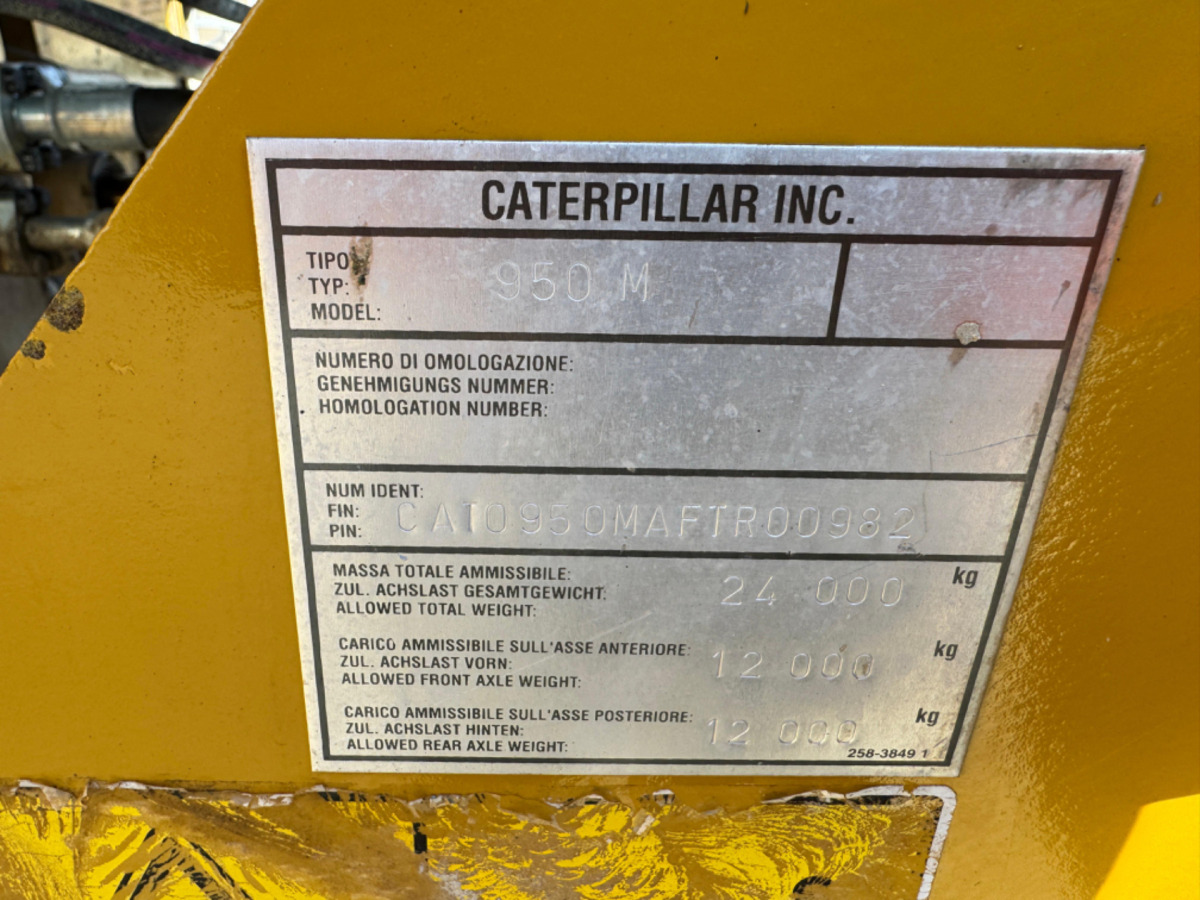 CATERPILLAR INC.
TIPO
TYP:
MODEL:
950 M
NUMERO DI OMOLOGAZIONE:
GENEHMIGUNGS NUMMER:
HOMOLOGATION NUMBER:
NUM IDENT:
FIN:
PIN:
CAT0950MAFTR00982
MASSA TOTALE AMMISSIBILE:
ZUL. ACHSLAST GESAMTGEWICHT:
ALLOWED TOTAL WEIGHT:
24 000 kg
CARICO AMMISSIBILE SULL'ASSE ANTERIORE:
ZUL. ACHSLAST VORN:
ALLOWED FRONT AXLE WEIGHT:
12 000 kg
CARICO AMMISSIBILE SULL'ASSE POSTERIORE:
ZUL. ACHSLAST HINTEN:
ALLOWED REAR AXLE WEIGHT:
12 000 kg
258-3849 1